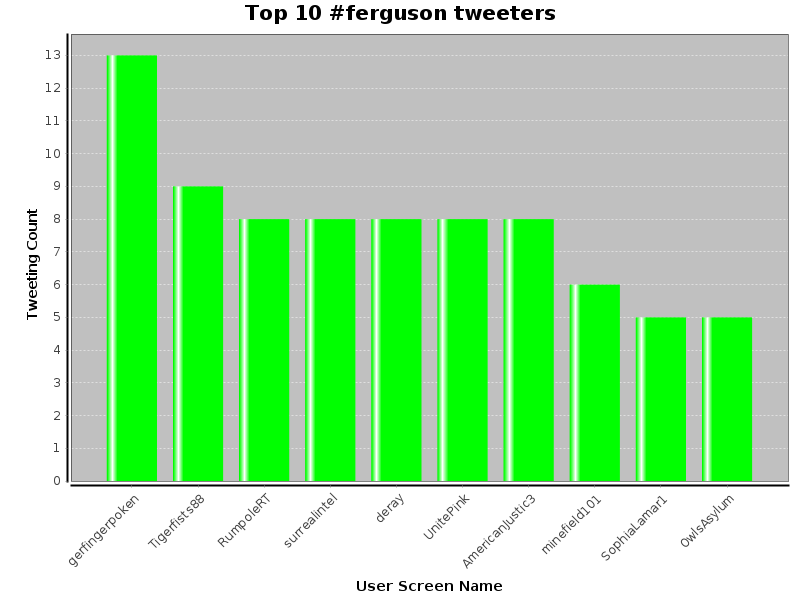 Top 10 #ferguson tweeters
13
12
11
10
9
8
7
6
5
4
3
2
1
0
Tweeting Count
gerfingerpoken
Tigerfists88
RumpoleRT
surrealintel
deray
UnitePink
AmericanJustic3
minefield101
SophiaLamar1
OwlsAsylum
User Screen Name